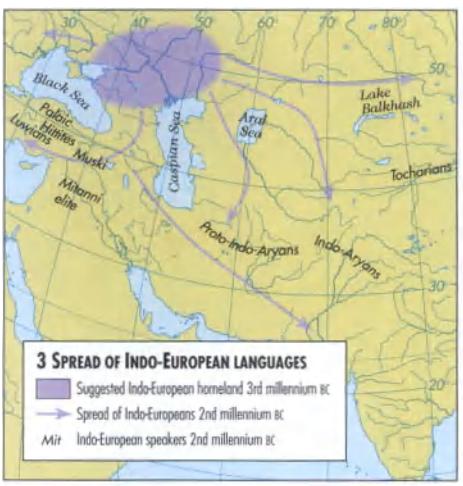 30°
40°
50°
60°
70°
80°
50
Black Sea
Lake
Balkhash
Palaic
Hittites
Luwians
Muski
Caspian Sea
Aral
Sea
Tocharians
Mitanni
elite
Proto-Indo-Aryans
Indo-Aryans
30
20
3 SPREAD OF INDO-EUROPEAN LANGUAGES
Suggested Indo-European homeland 3rd millennium BC
Spread of Indo-Europeans 2nd millennium BC
Mit Indo-European speakers 2nd millennium BC